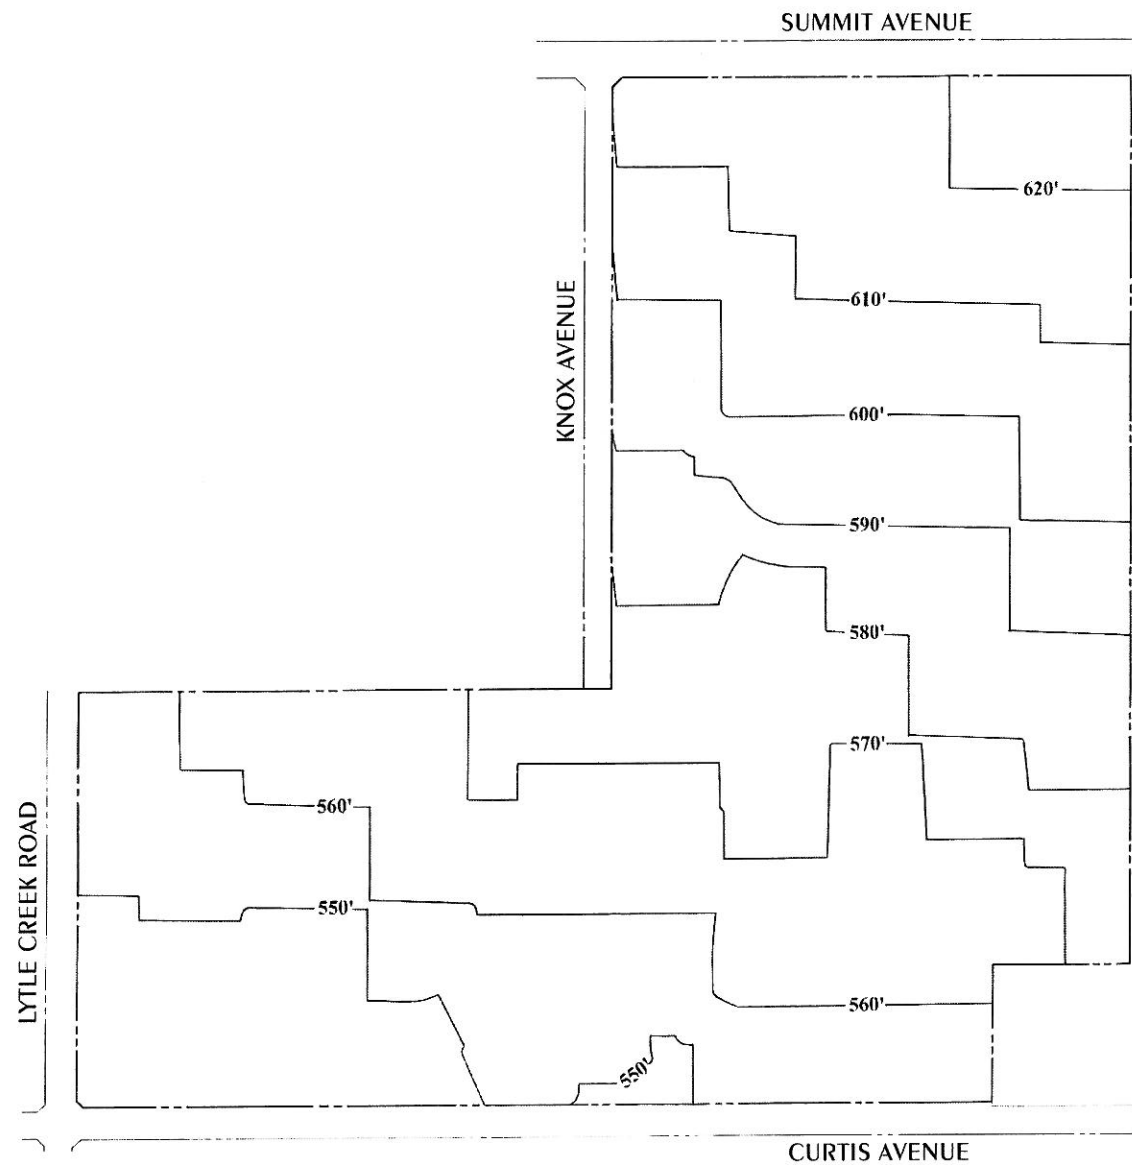 SUMMIT AVENUE
620'
610'
KNOX AVENUE
600'
590'
580'
570'
560'
LYTLE CREEK ROAD
550'
560'
550'
CURTIS AVENUE